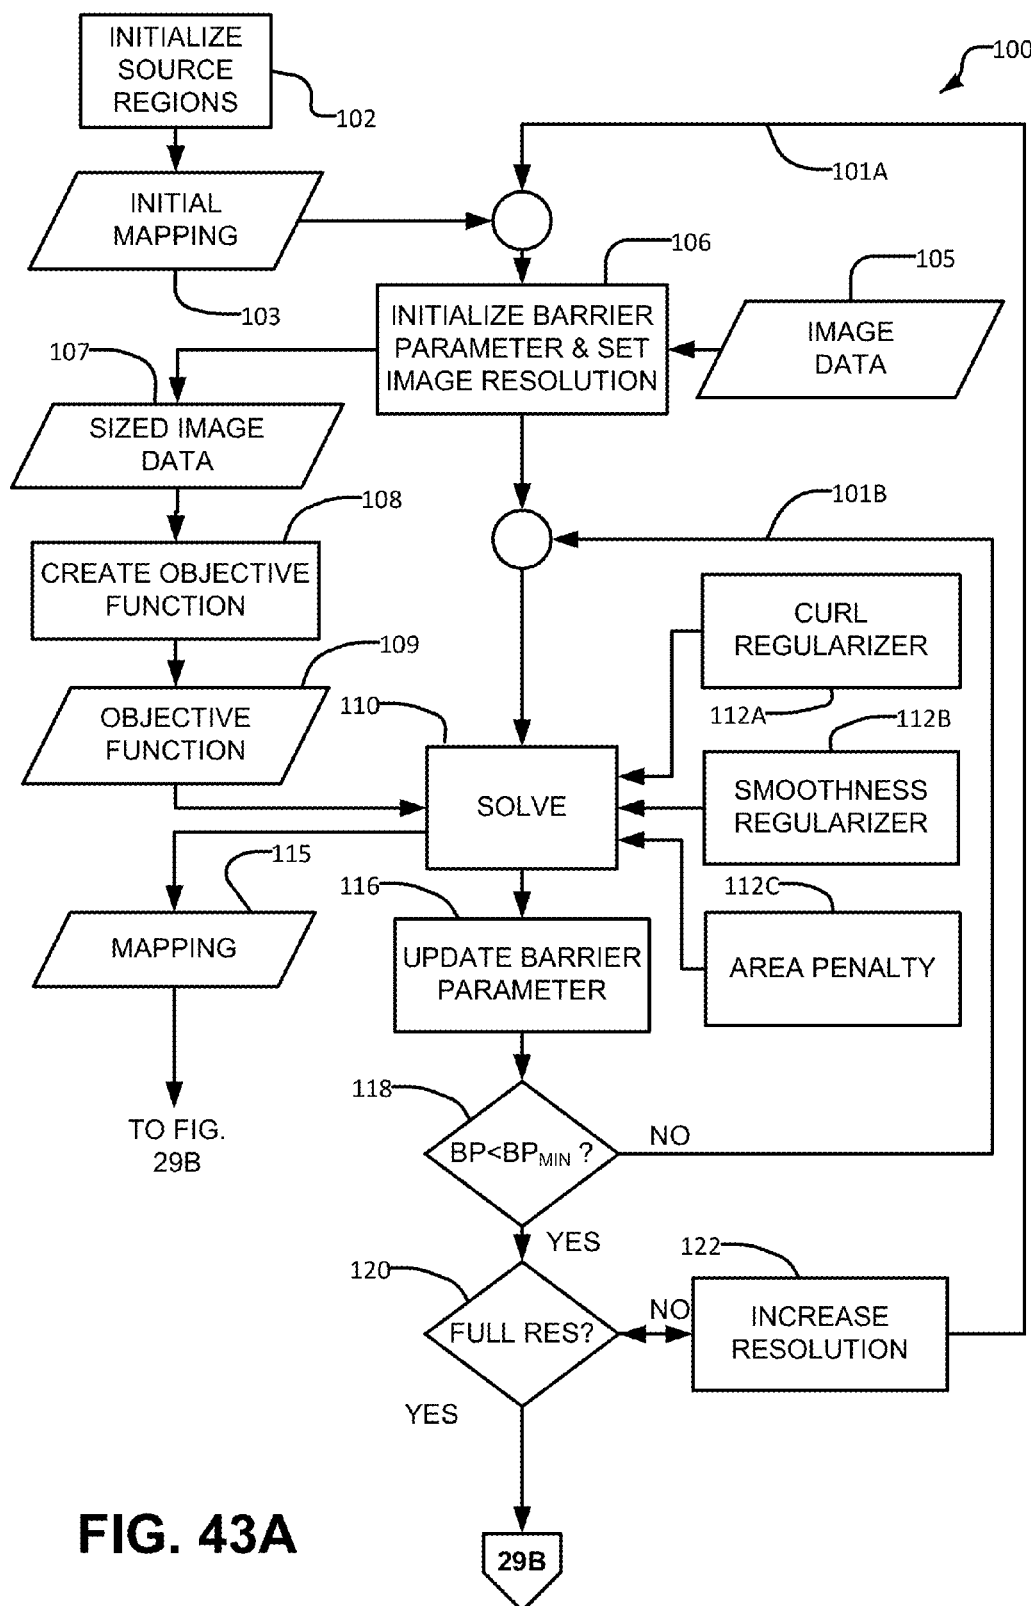 INITIALIZE
SOURCE
REGIONS
102
100
101A
INITIAL
MAPPING
103
106
105
INITIALIZE BARRIER
PARAMETER & SET
IMAGE RESOLUTION
IMAGE
DATA
107
SIZED IMAGE
DATA
108
101B
CREATE OBJECTIVE
FUNCTION
CURL
REGULARIZER
109
112A
OBJECTIVE
FUNCTION
110
112B
SOLVE
SMOOTHNESS
REGULARIZER
115
116
112C
MAPPING
UPDATE BARRIER
PARAMETER
AREA PENALTY
118
TO FIG.
29B
BP<BPMIN ?
NO
YES
120
122
FULL RES?
NO
INCREASE
RESOLUTION
YES
FIG. 43A
29B